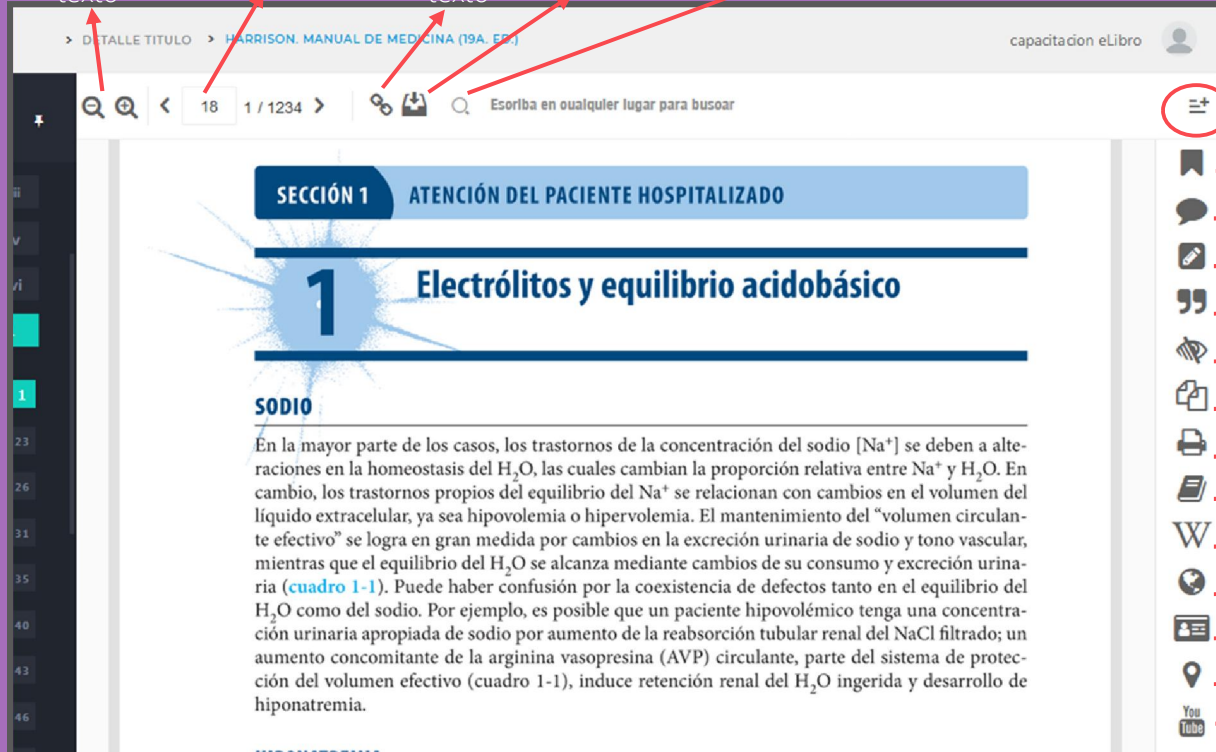 texto
texto
> DETALLE TITULO > HARRISON. MANUAL DE MEDICINA (19A. ED.)
capacitacion eLibro
18 1 / 1234
Escriba en cualquier lugar para buscar
SECCIÓN 1 ATENCIÓN DEL PACIENTE HOSPITALIZADO
1 Electrólitos y equilibrio acidobásico
SODIO
En la mayor parte de los casos, los trastornos de la concentración del sodio [Na⁺] se deben a alte-
raciones en la homeostasis del H₂O, las cuales cambian la proporción relativa entre Na⁺ y H₂O. En
cambio, los trastornos propios del equilibrio del Na⁺ se relacionan con cambios en el volumen del
líquido extracelular, ya sea hipovolemia o hipervolemia. El mantenimiento del “volumen circulan-
te efectivo” se logra en gran medida por cambios en la excreción urinaria de sodio y tono vascular,
mientras que el equilibrio del H₂O se alcanza mediante cambios de su consumo y excreción urina-
ria (cuadro 1-1). Puede haber confusión por la coexistencia de defectos tanto en el equilibrio del
H₂O como del sodio. Por ejemplo, es posible que un paciente hipovolémico tenga una concentra-
ción urinaria apropiada de sodio por aumento de la reabsorción tubular renal del NaCl filtrado; un
aumento concomitante de la arginina vasopresina (AVP) circulante, parte del sistema de protec-
ción del volumen efectivo (cuadro 1-1), induce retención renal del H₂O ingerida y desarrollo de
hiponatremia.
ii
v
vi
1
23
26
31
35
40
43
46
W
You
Tube